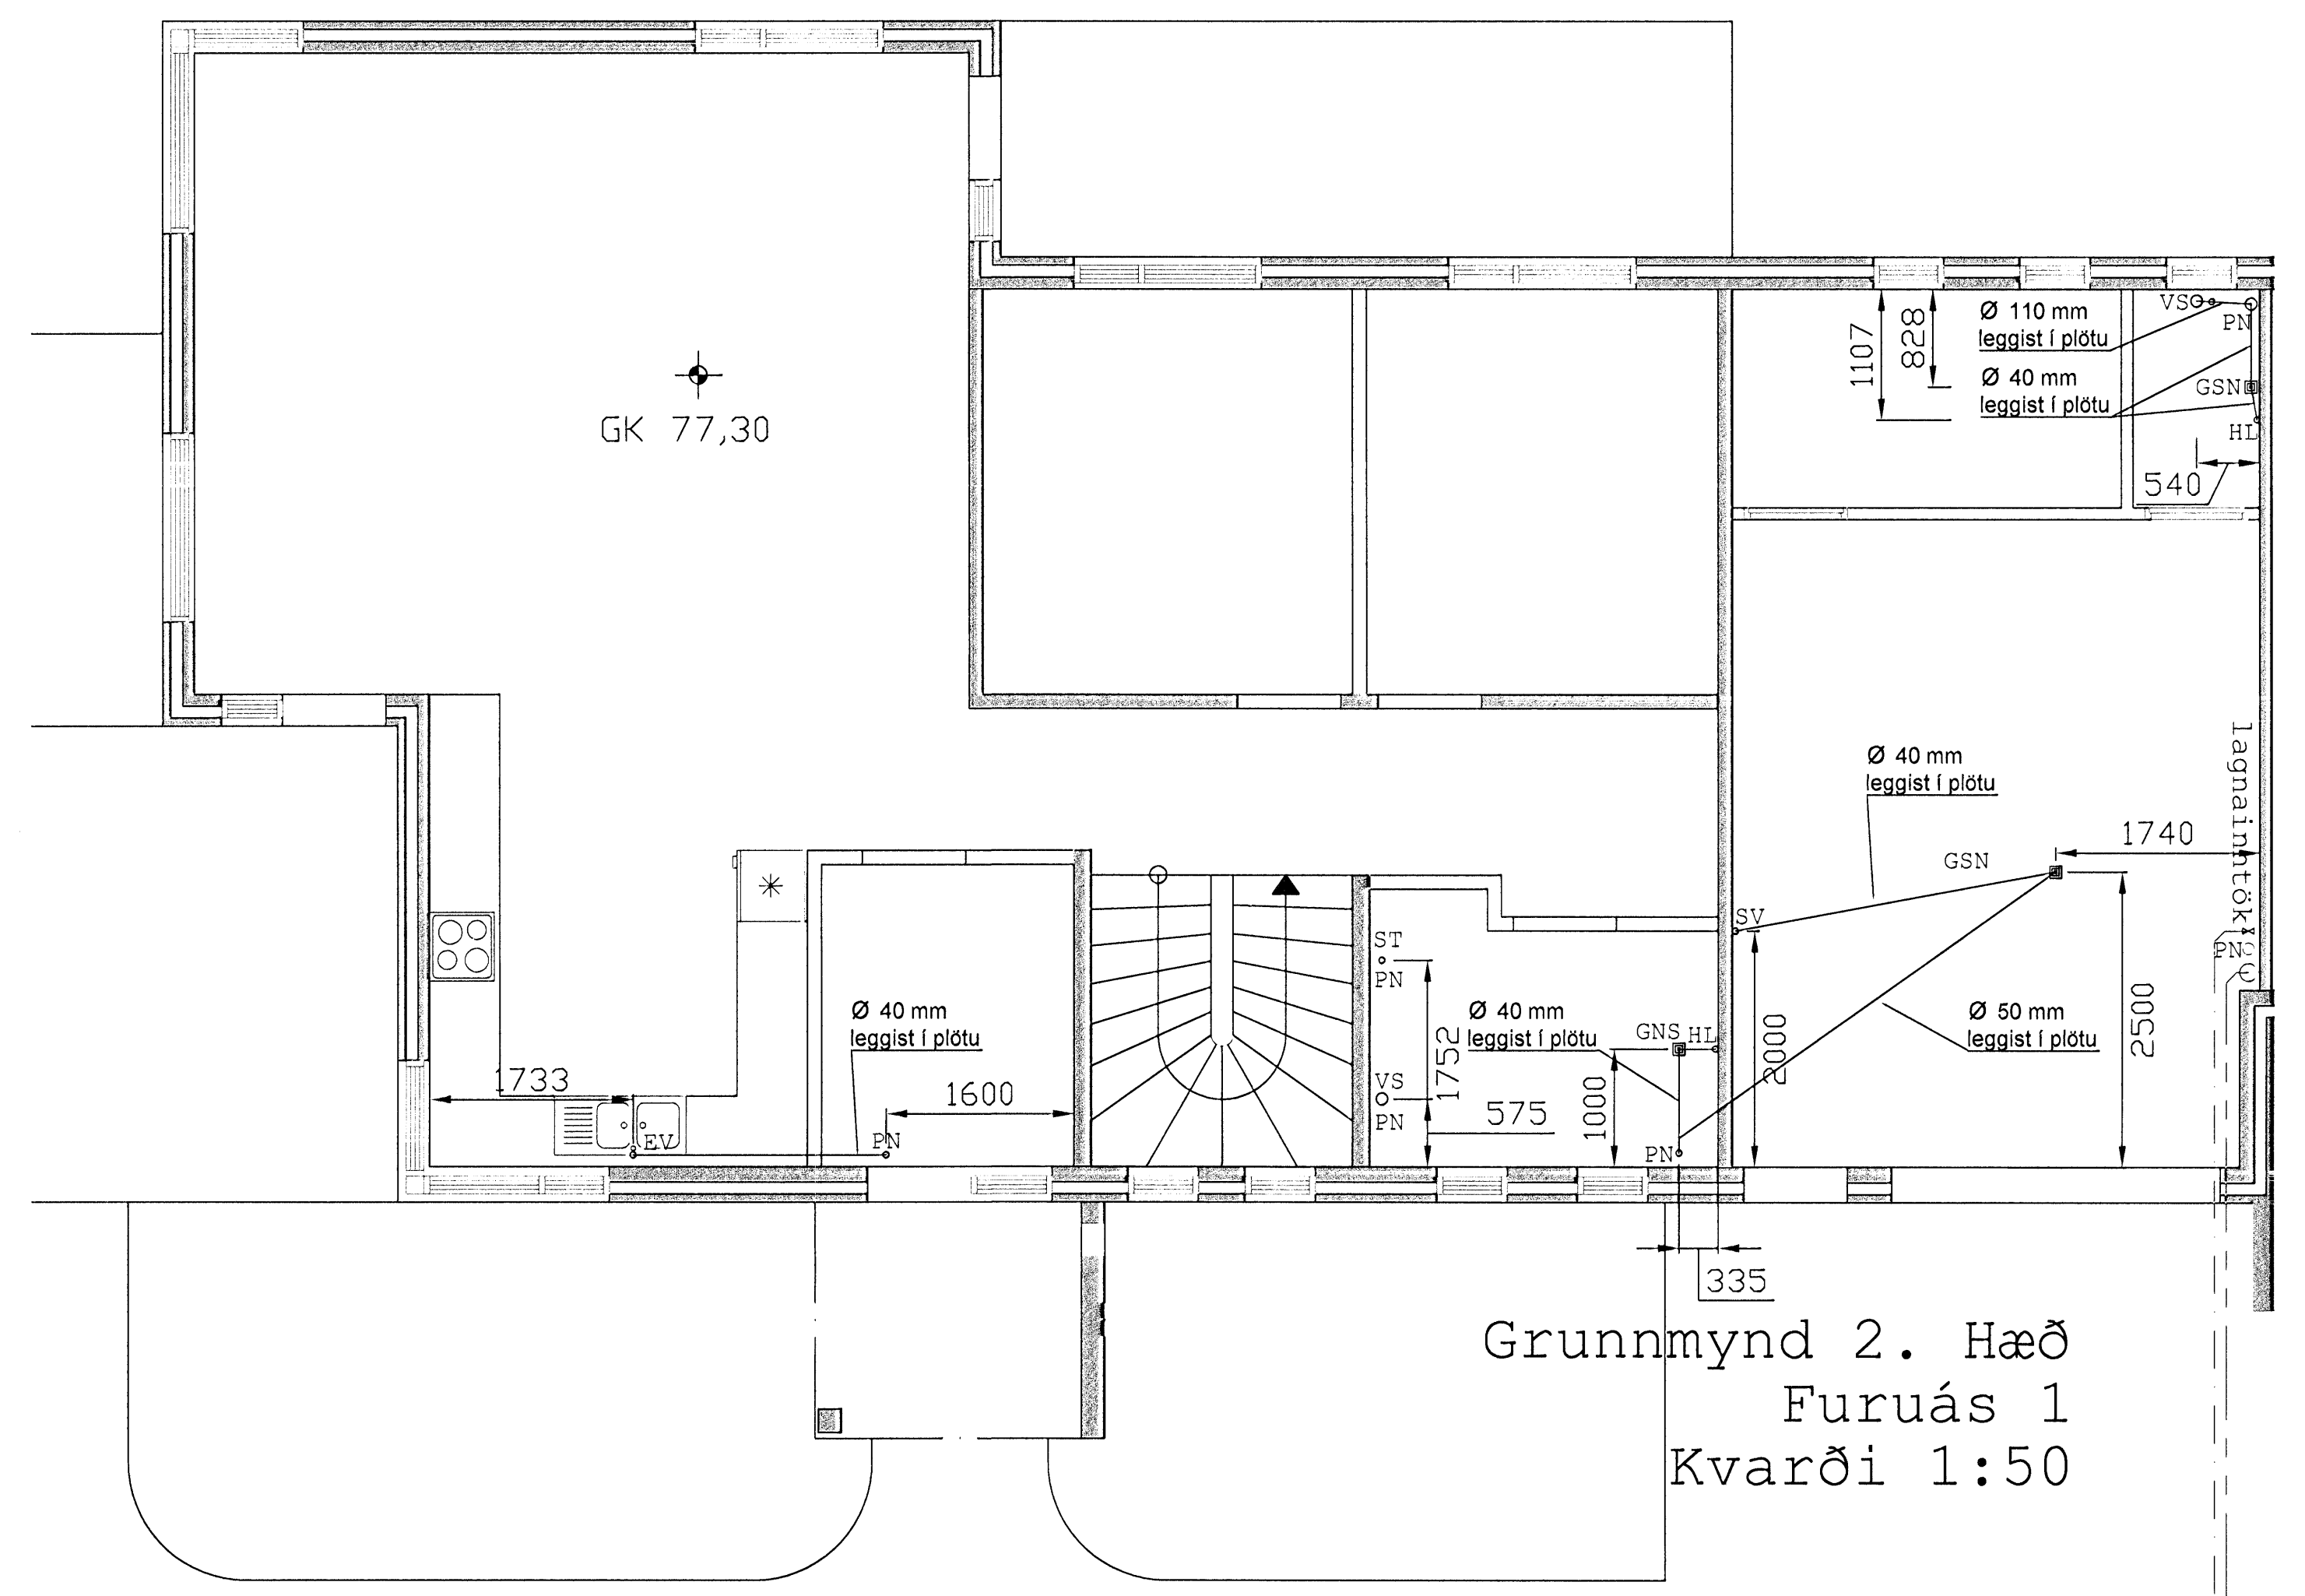 VS
PN
Ø 110 mm
leggist í plötu
Ø 40 mm
leggist í plötu
1107
828
GSN
HL
540
GK 77,30
lagnainntök
Ø 40 mm
leggist í plötu
1740
GSN
SV
PN
ST
PN
Ø 40 mm
leggist í plötu
Ø 40 mm
leggist í plötu
GNS HL
Ø 50 mm
leggist í plötu
2000
2500
1752
1733
1600
VS
PN
575
1000
EV
PN
PN
335
Grunnmynd 2. Hæð
Furuás 1
Kvarði 1:50